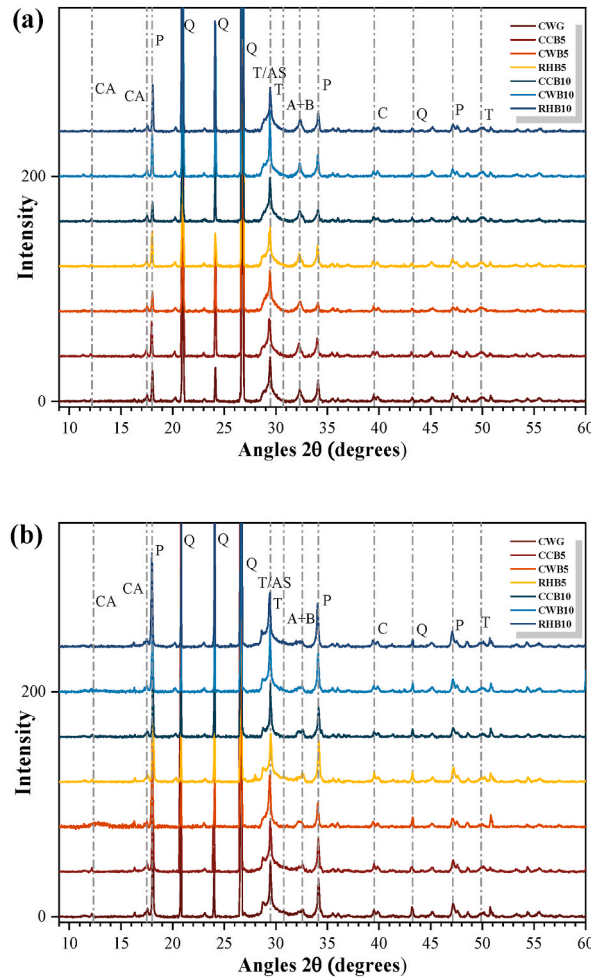 (a)
Q
Q
CWG
CCB5
CWB5
RHB5
CCB10
CWB10
RHB10
P
Q
T/AS
CA
CA
T
P
A+B
C
Q
P
T
200
0
Intensity
10 15 20 25 30 35 40 45 50 55 60
Angles 2θ (degrees)
(b)
P
Q
Q
Q
CWG
CCB5
CWB5
RHB5
CCB10
CWB10
RHB10
T/AS
CA
CA
T
P
A+B
C
Q
P
T
200
0
Intensity
10 15 20 25 30 35 40 45 50 55 60
Angles 2θ (degrees)